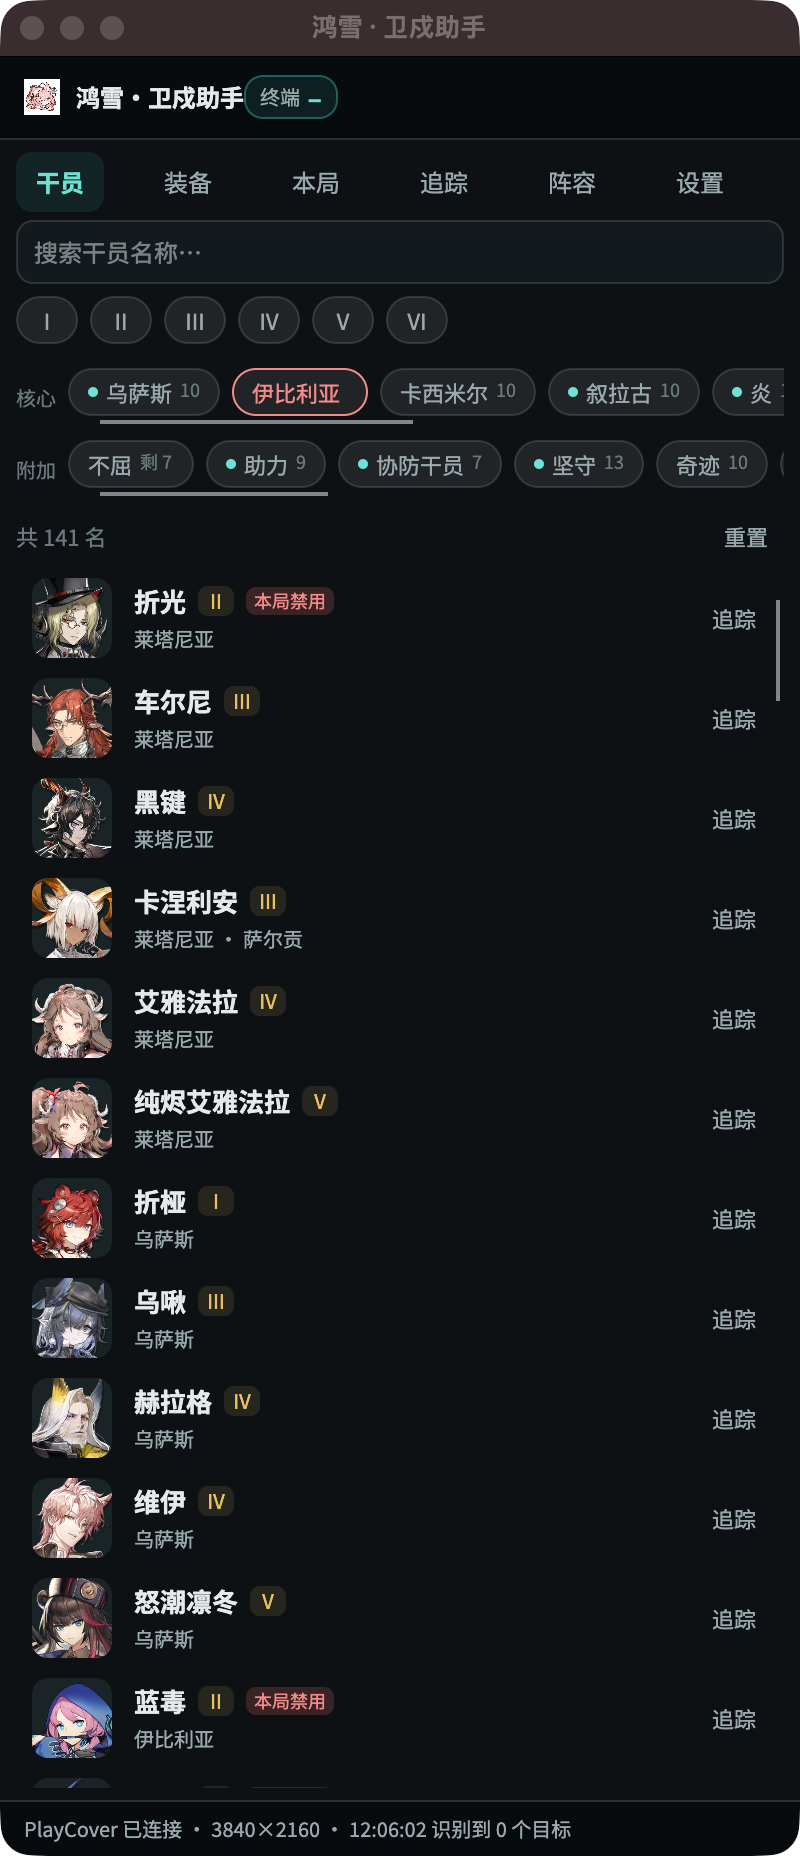 鸿雪 · 卫戍助手
鸿雪・卫戍助手 终端 –
干员 装备 本局 追踪 阵容 设置
搜索干员名称…
I II III IV V VI
核心 乌萨斯 10 伊比利亚 卡西米尔 10 叙拉古 10 炎
附加 不屈 剩 7 助力 9 协防干员 7 坚守 13 奇迹 10
共 141 名 重置
折光 II 本局禁用
莱塔尼亚
追踪
车尔尼 III
莱塔尼亚
追踪
黑键 IV
莱塔尼亚
追踪
卡涅利安 III
莱塔尼亚 · 萨尔贡
追踪
艾雅法拉 IV
莱塔尼亚
追踪
纯烬艾雅法拉 V
莱塔尼亚
追踪
折桠 I
乌萨斯
追踪
乌啾 III
乌萨斯
追踪
赫拉格 IV
乌萨斯
追踪
维伊 IV
乌萨斯
追踪
怒潮凛冬 V
乌萨斯
追踪
蓝毒 II 本局禁用
伊比利亚
追踪
PlayCover 已连接 · 3840×2160 · 12:06:02 识别到 0 个目标